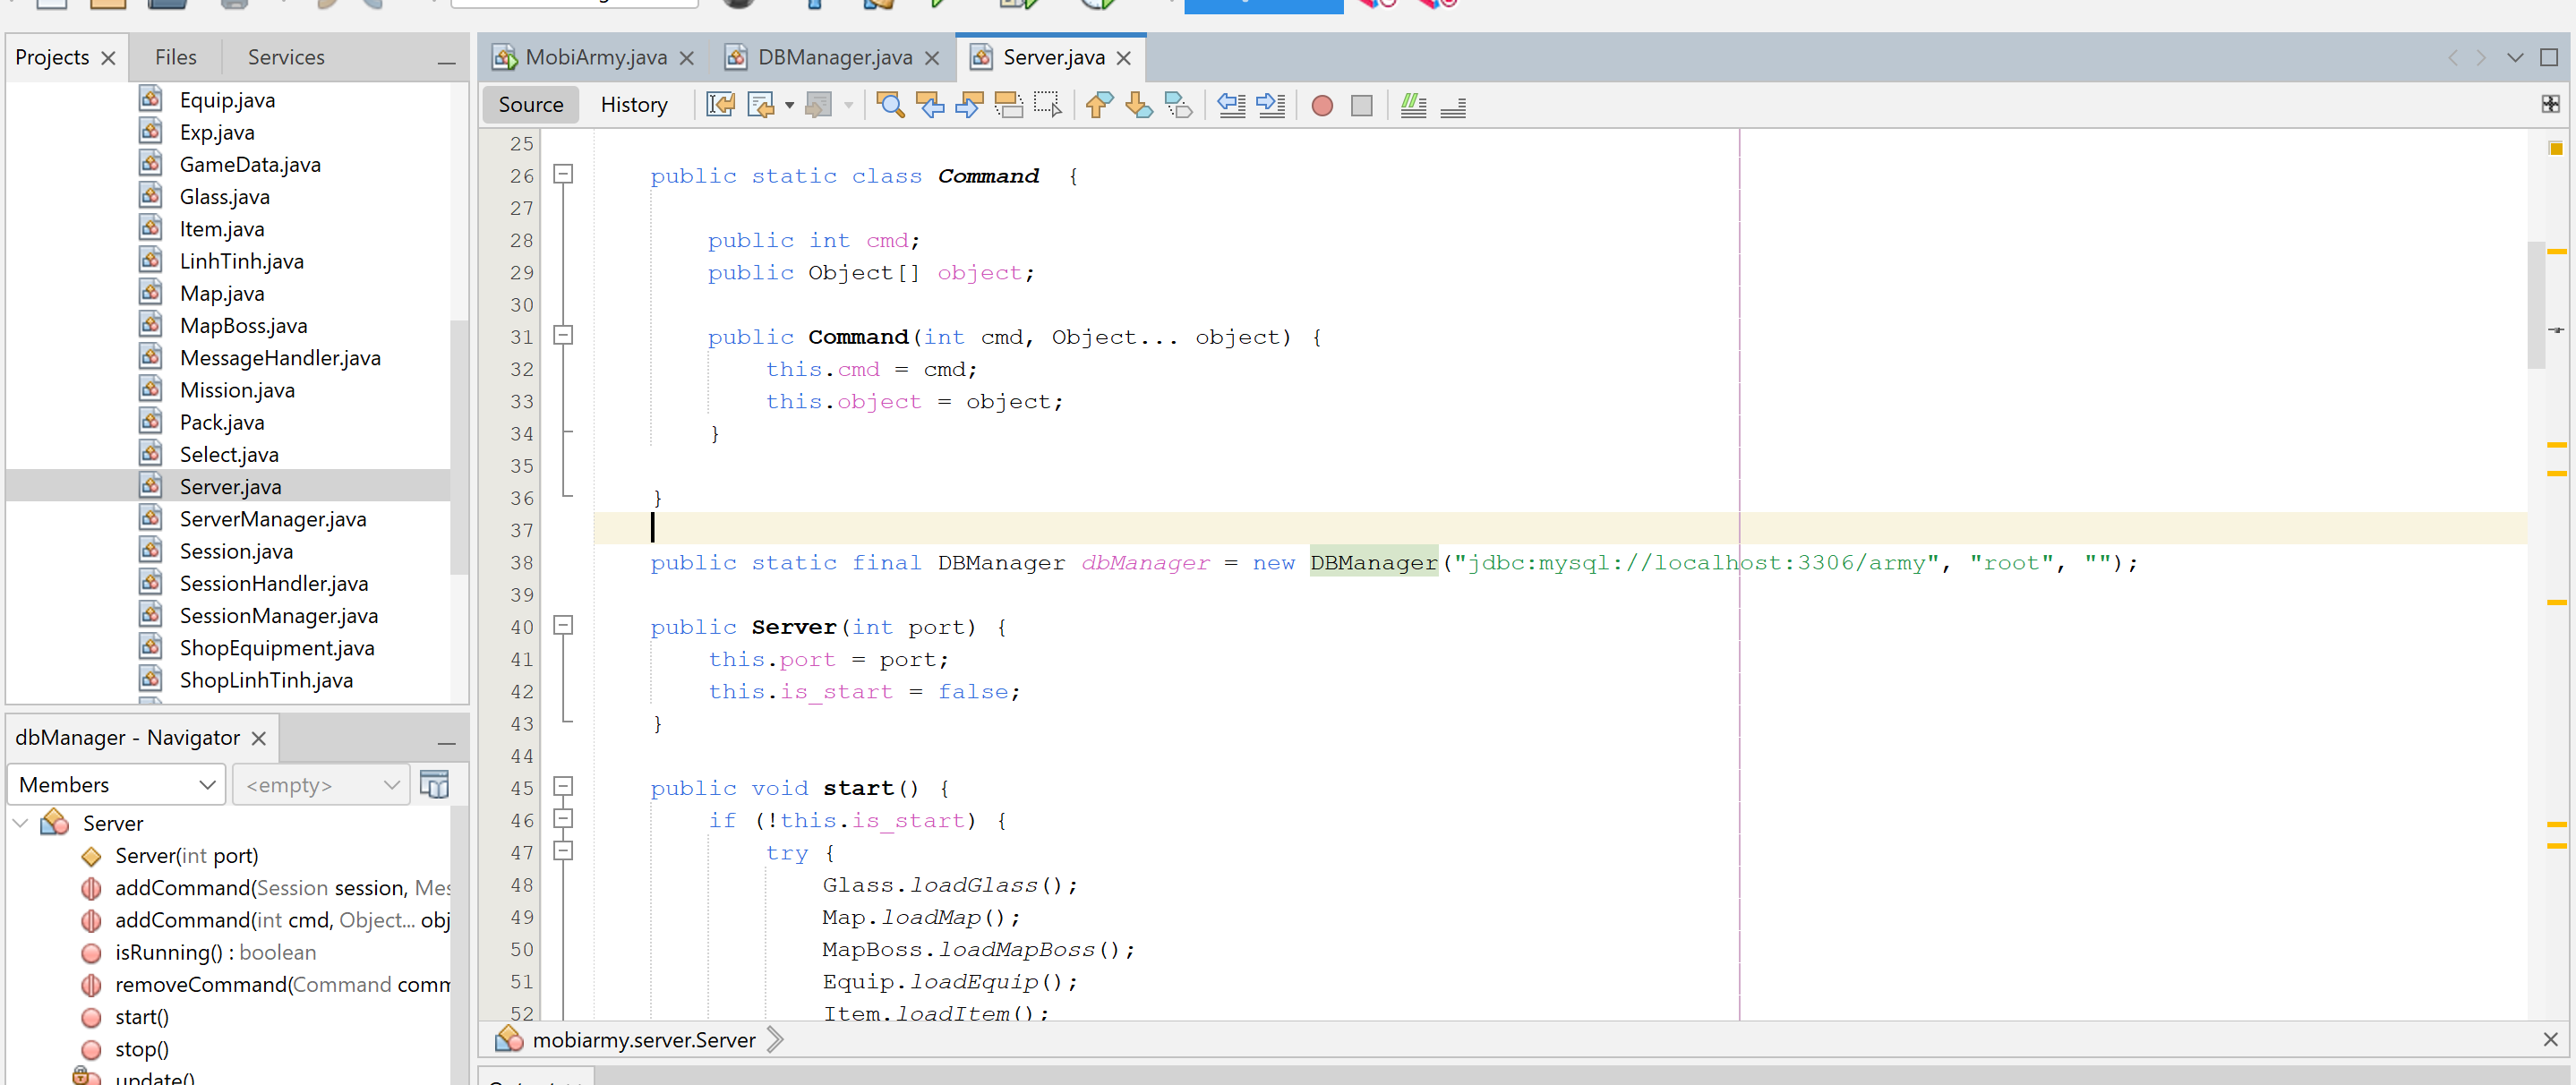 Projects
Files
Services
Equip.java
Exp.java
GameData.java
Glass.java
Item.java
LinhTinh.java
Map.java
MapBoss.java
MessageHandler.java
Mission.java
Pack.java
Select.java
Server.java
ServerManager.java
Session.java
SessionHandler.java
SessionManager.java
ShopEquipment.java
ShopLinhTinh.java
dbManager - Navigator
Members
<empty>
Server
Server(int port)
addCommand(Session session, Mes
addCommand(int cmd, Object... obj
isRunning() : boolean
removeCommand(Command comm
start()
stop()
update()
MobiArmy.java
DBManager.java
Server.java
Source
History
25
26 public static class Command {
27
28 public int cmd;
29 public Object[] object;
30
31 public Command(int cmd, Object... object) {
32 this.cmd = cmd;
33 this.object = object;
34 }
35
36 }
37
38 public static final DBManager dbManager = new DBManager("jdbc:mysql://localhost:3306/army", "root", "");
39
40 public Server(int port) {
41 this.port = port;
42 this.is_start = false;
43 }
44
45 public void start() {
46 if (!this.is_start) {
47 try {
48 Glass.loadGlass();
49 Map.loadMap();
50 MapBoss.loadMapBoss();
51 Equip.loadEquip();
52 Item.loadItem();
mobiarmy.server.Server